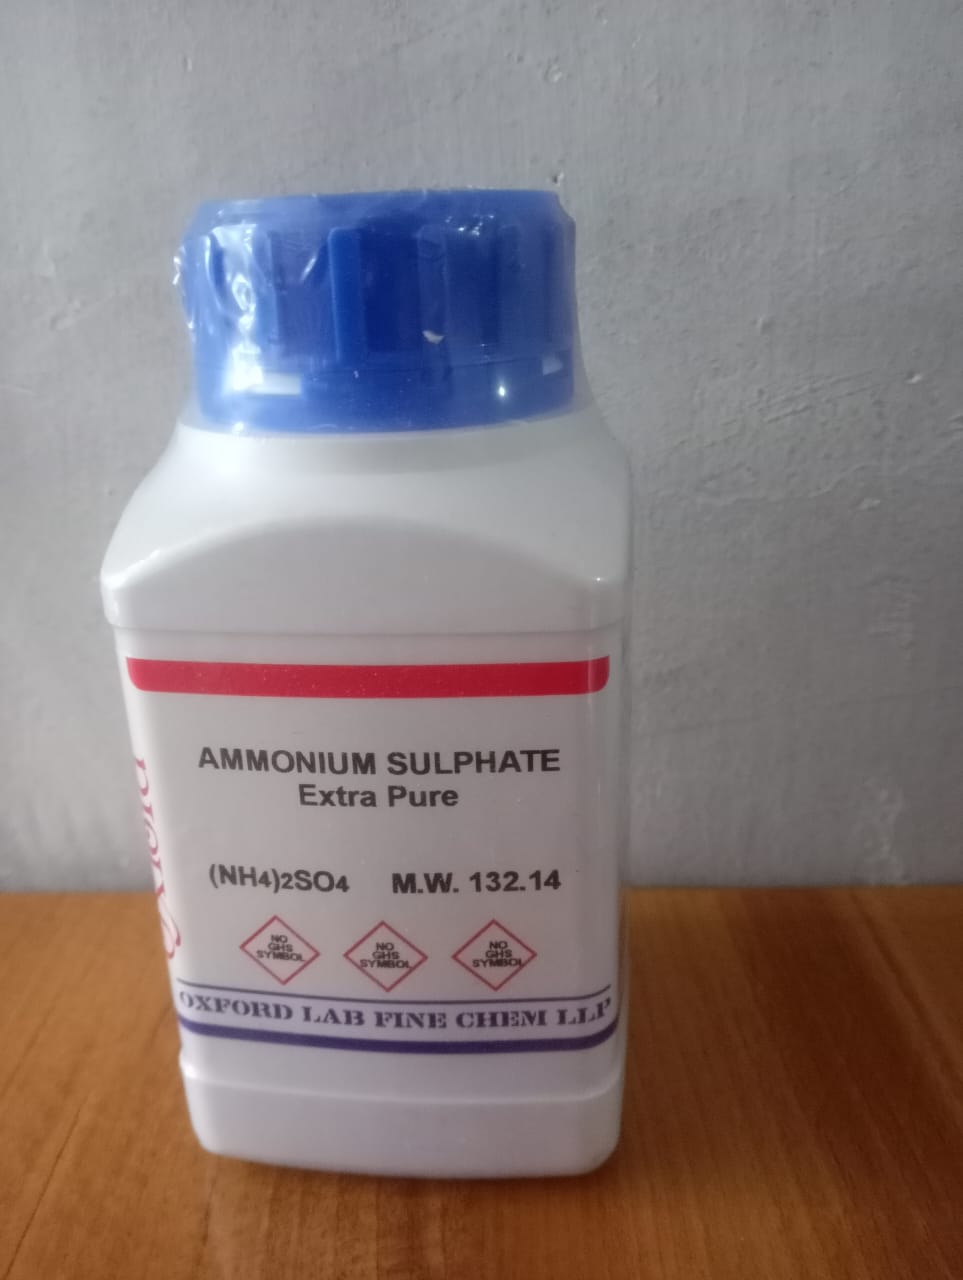 AMMONIUM SULPHATE
Extra Pure
(NH4)2SO4 M.W. 132.14
NO
GHS
SYMBOL
NO
GHS
SYMBOL
NO
GHS
SYMBOL
OXFORD LAB FINE CHEM LLP